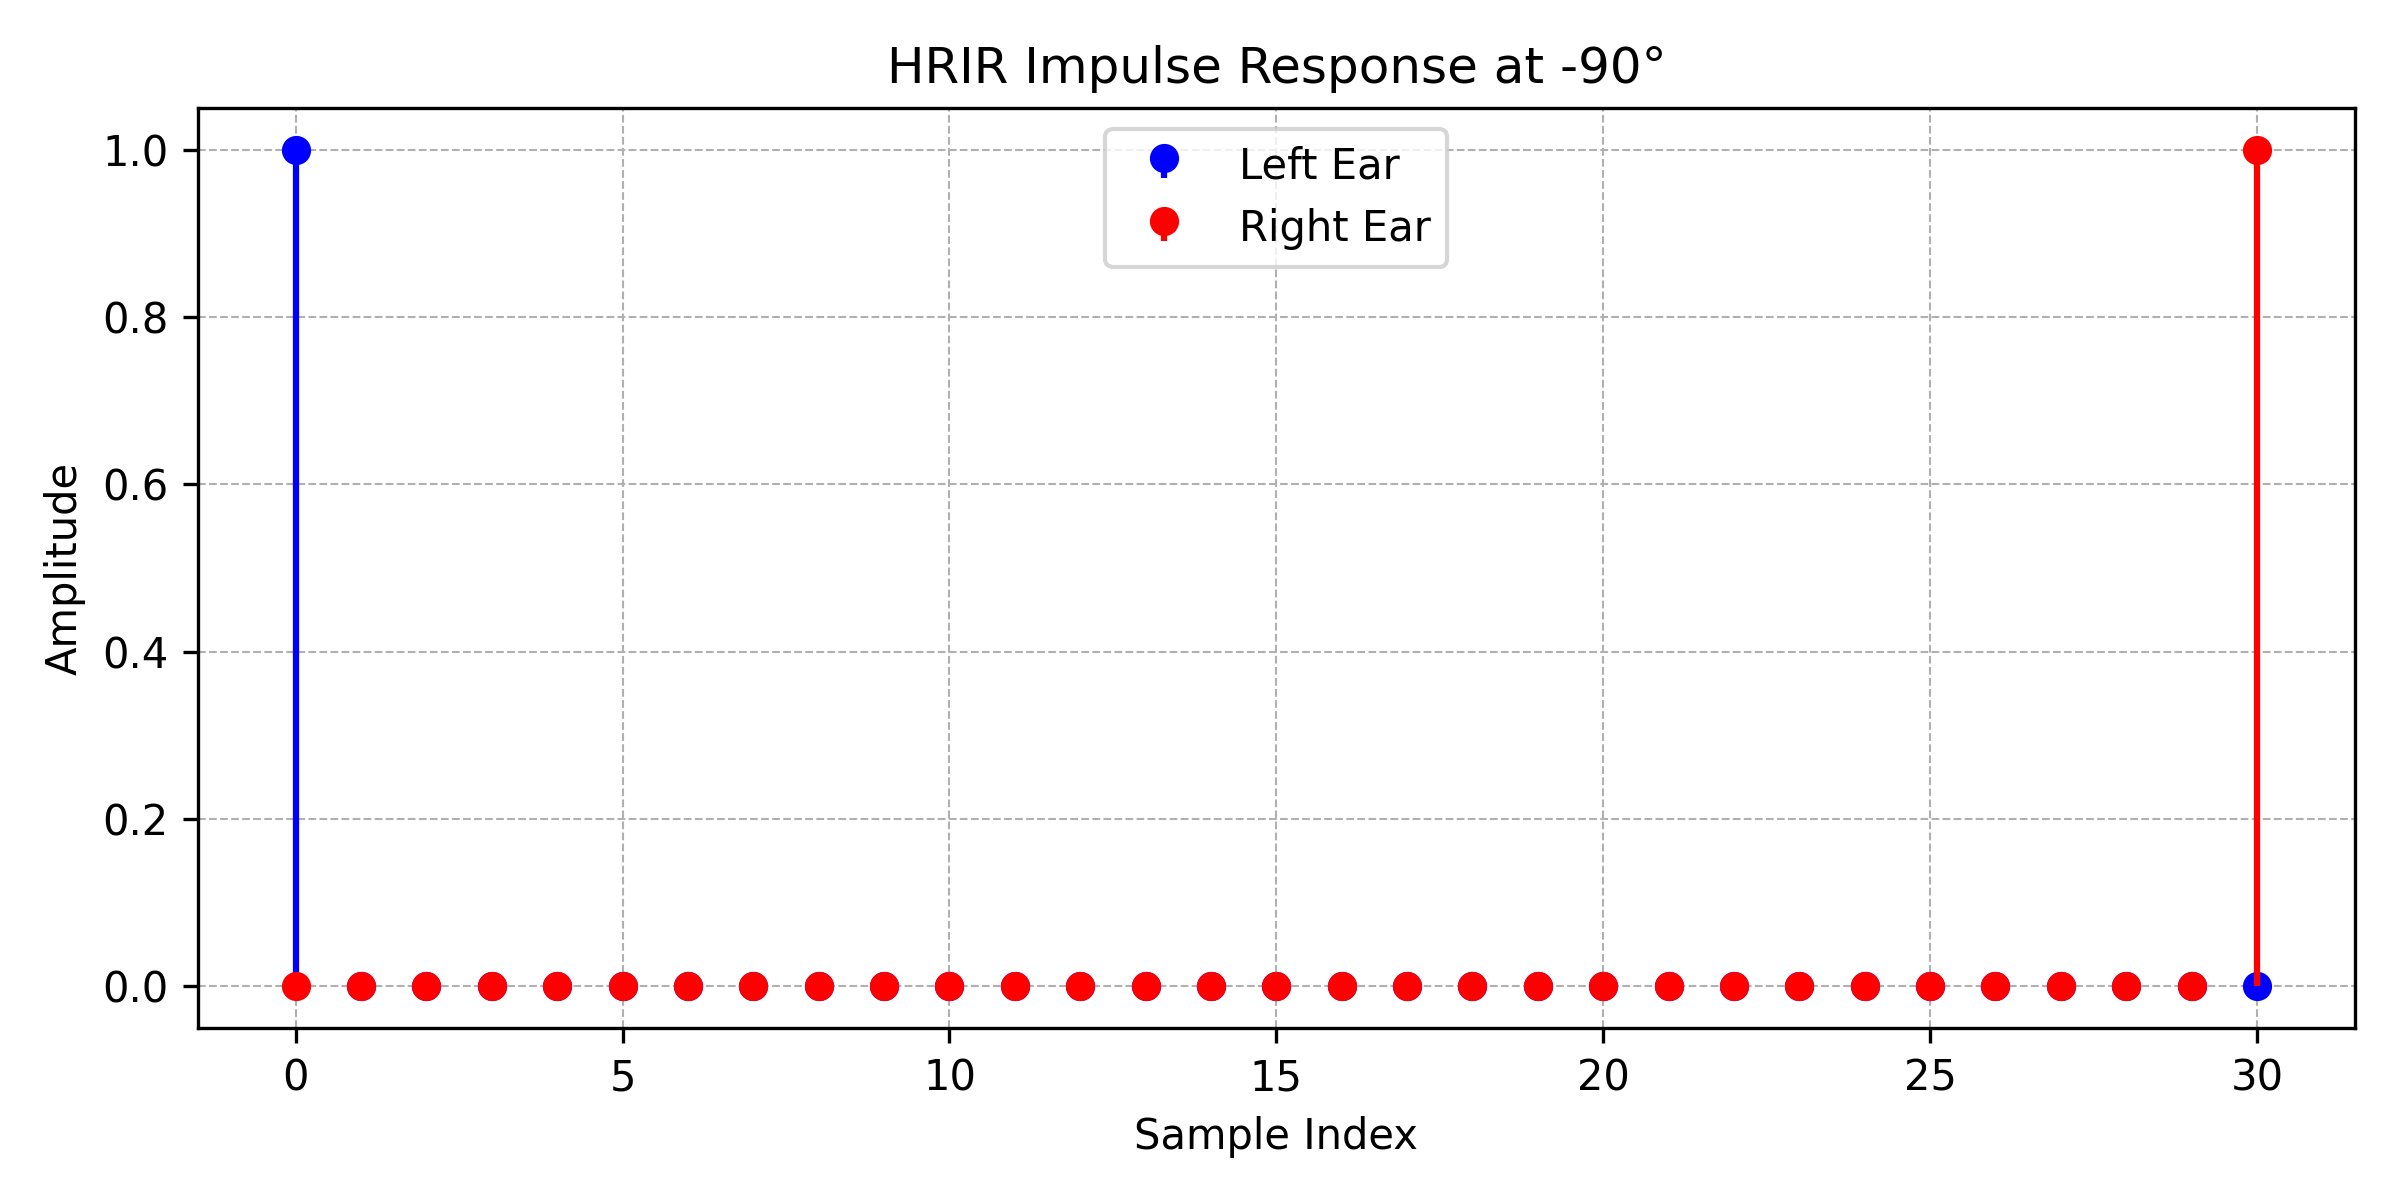 HRIR Impulse Response at -90°
Left Ear
Right Ear
Amplitude
1.0
0.8
0.6
0.4
0.2
0.0
0 5 10 15 20 25 30
Sample Index